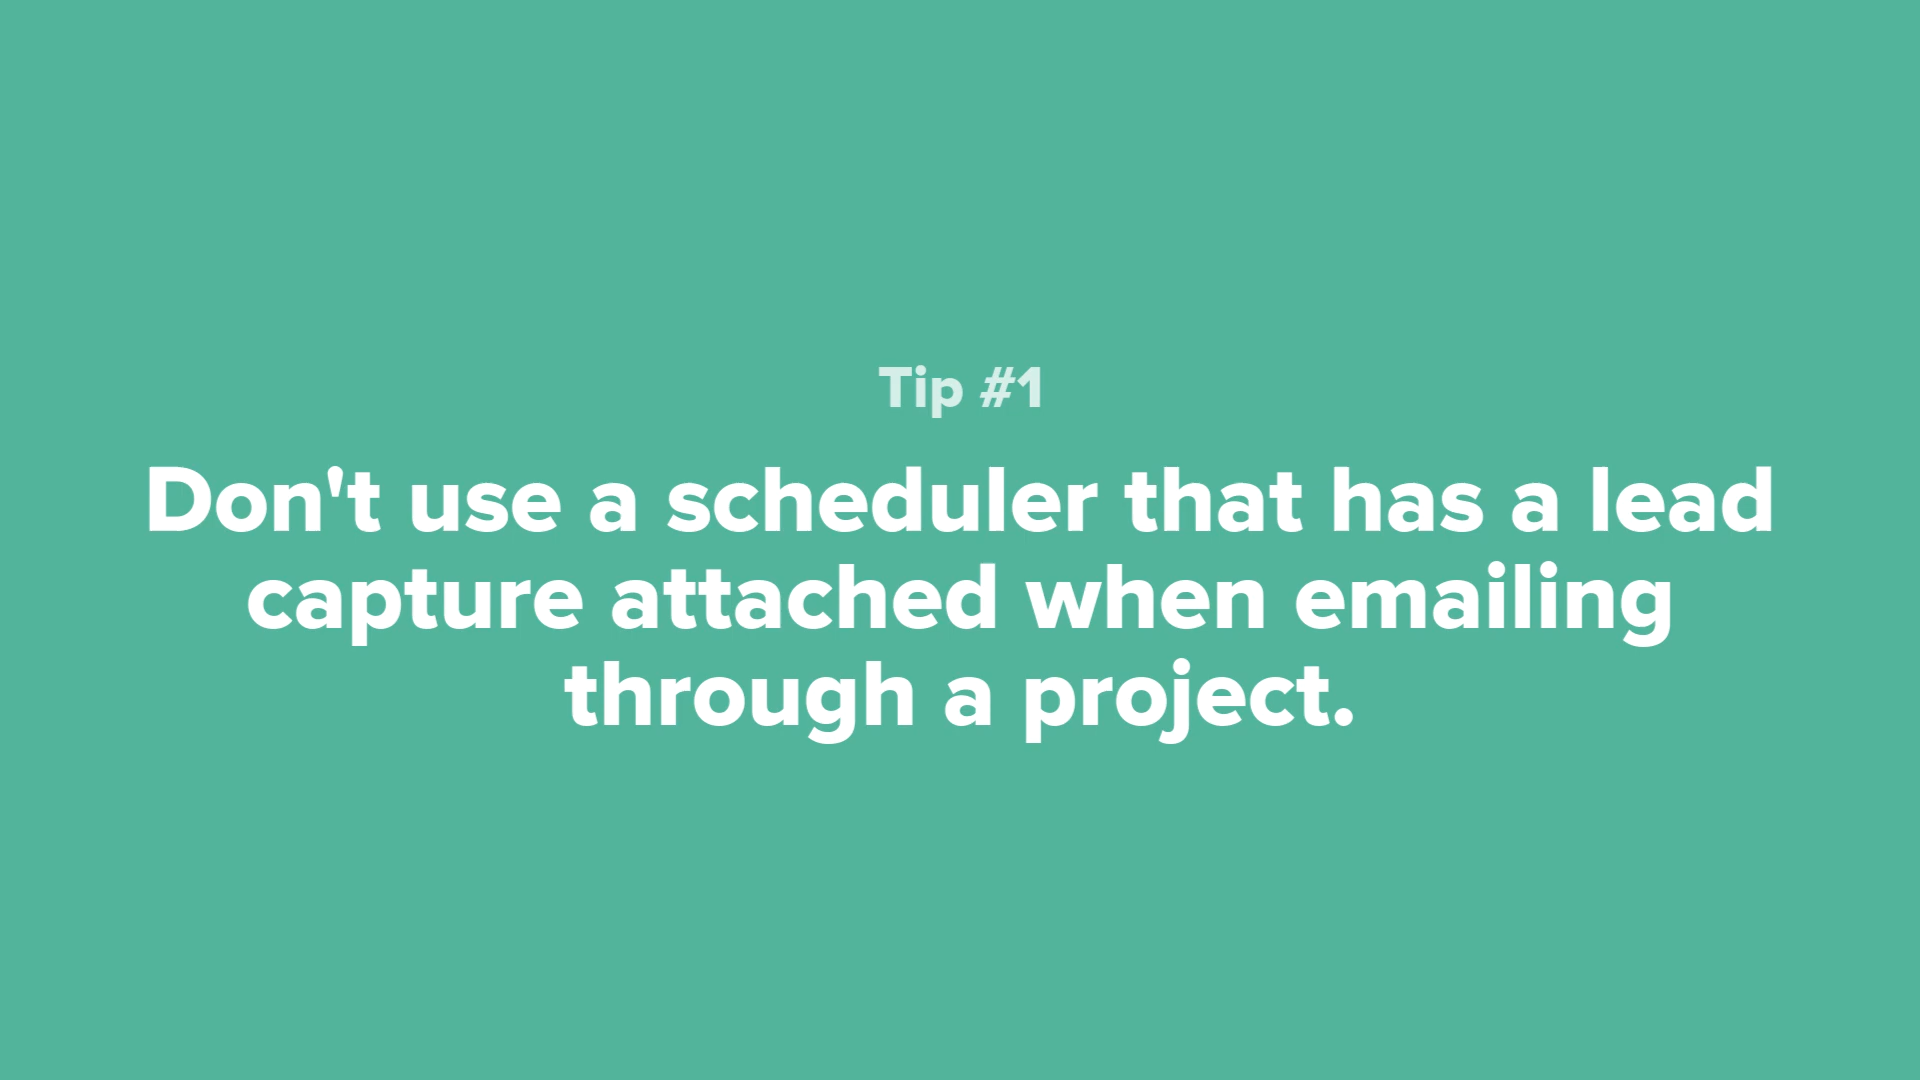 Tip #1
Don't use a scheduler that has a lead
capture attached when emailing
through a project.